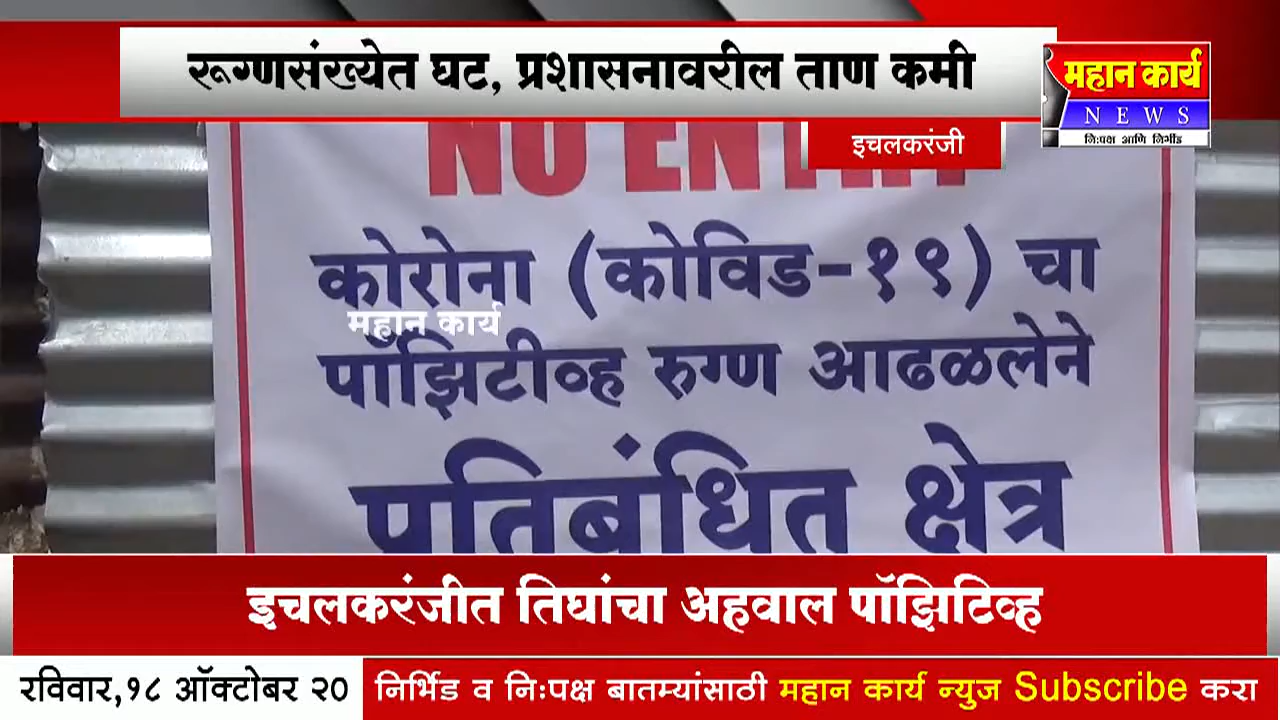 रूग्णसंख्येत घट, प्रशासनावरील ताण कमी
महान कार्य
NEWS
निःपक्ष आणि निर्भीड
इचलकरंजी
NO ENTRY
कोरोना (कोविड-१९) चा
महान कार्य
पॉझिटीव्ह रुग्ण आढळलेने
प्रतिबंधित क्षेत्र
इचलकरंजीत तिघांचा अहवाल पॉझिटिव्ह
रविवार,१८ ऑक्टोबर २०
निर्भिड व निःपक्ष बातम्यांसाठी महान कार्य न्युज Subscribe करा